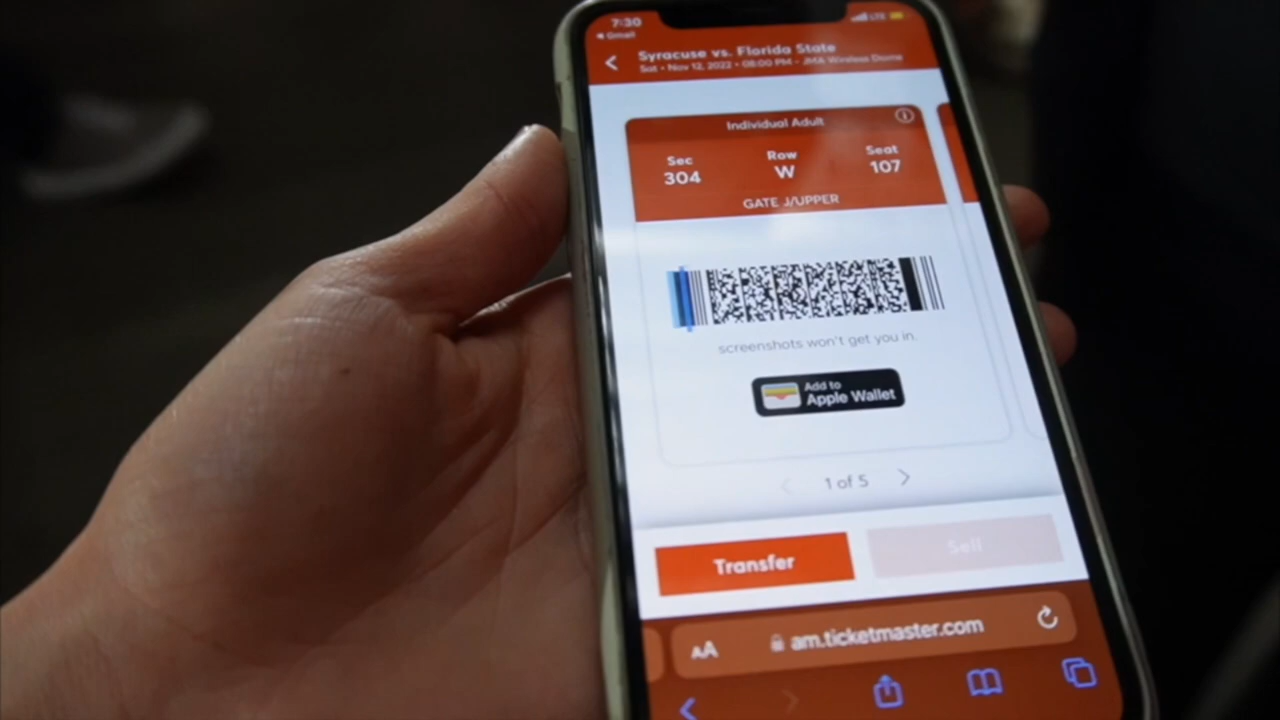 7:30
LTE
Gmail
Syracuse vs. Florida State
Sat • Nov 12, 2022 • 08:00 PM • JMA Wireless Dome
Individual Adult
Sec Row Seat
304 W 107
GATE J/UPPER
screenshots won't get you in.
Add to
Apple Wallet
1 of 5
Transfer Sell
AA am.ticketmaster.com